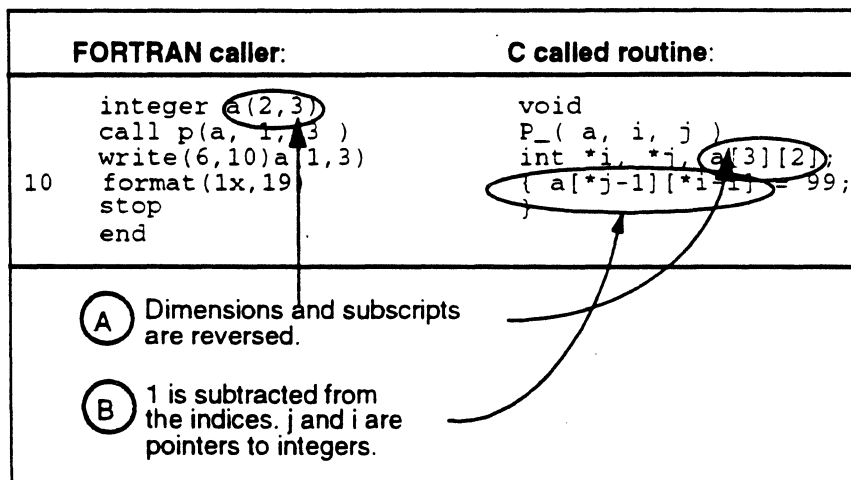 FORTRAN caller:
integer a(2,3)
call p(a, 1, 3 )
write(6,10)a(1,3)
10 format(1x,19)
stop
end
C called routine:
void
P_( a, i, j )
int *i, *j, a[3][2];
{ a[*j-1][*i-1] = 99;
}
A Dimensions and subscripts
are reversed.
B 1 is subtracted from
the indices. j and i are
pointers to integers.